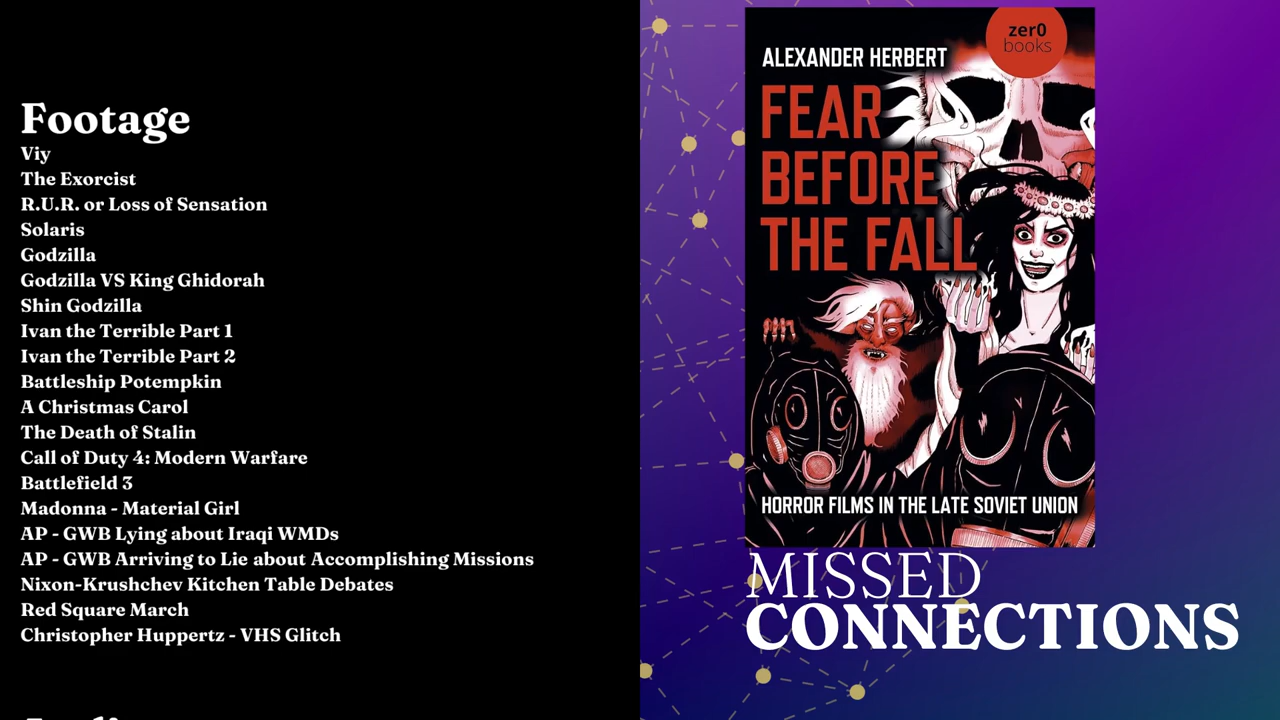 Footage
Viy
The Exorcist
R.U.R. or Loss of Sensation
Solaris
Godzilla
Godzilla VS King Ghidorah
Shin Godzilla
Ivan the Terrible Part 1
Ivan the Terrible Part 2
Battleship Potempkin
A Christmas Carol
The Death of Stalin
Call of Duty 4: Modern Warfare
Battlefield 3
Madonna - Material Girl
AP - GWB Lying about Iraqi WMDs
AP - GWB Arriving to Lie about Accomplishing Missions
Nixon-Krushchev Kitchen Table Debates
Red Square March
Christopher Huppertz - VHS Glitch
zer0
books
ALEXANDER HERBERT
FEAR
BEFORE
THE FALL
HORROR FILMS IN THE LATE SOVIET UNION
MISSED
CONNECTIONS